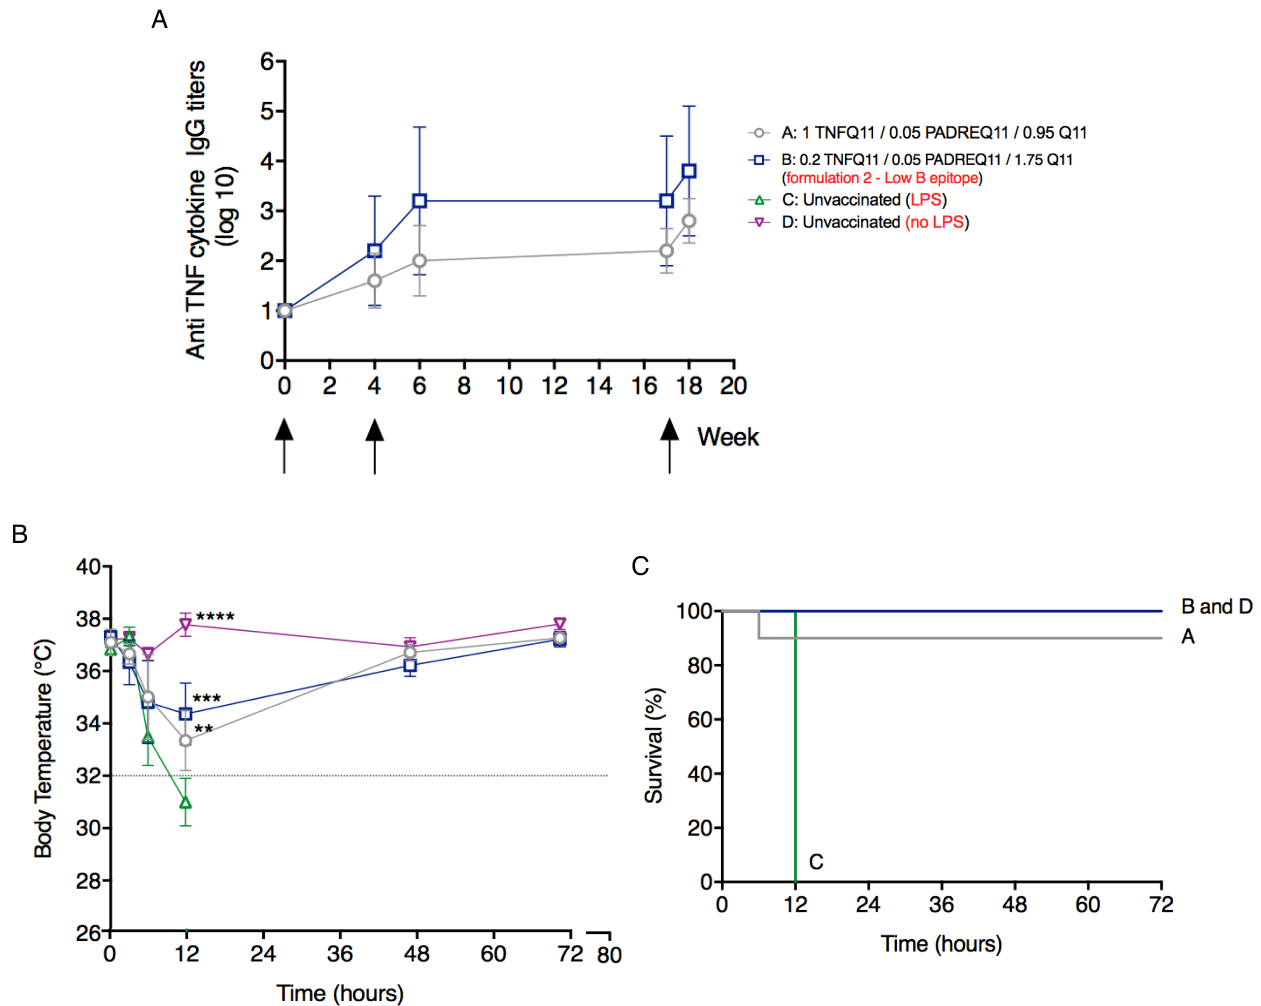 A
Anti TNF cytokine IgG titers
(log 10)
6
5
4
3
2
1
0
0 2 4 6 8 10 12 14 16 18 20
Week
A: 1 TNFQ11 / 0.05 PADREQ11 / 0.95 Q11
B: 0.2 TNFQ11 / 0.05 PADREQ11 / 1.75 Q11
(formulation 2 - Low B epitope)
C: Unvaccinated (LPS)
D: Unvaccinated (no LPS)
B
Body Temperature (°C)
40
38
36
34
32
30
28
26
****
***
**
0 12 24 36 48 60 72 80
Time (hours)
C
Survival (%)
100
80
60
40
20
0
B and D
A
C
0 12 24 36 48 60 72
Time (hours)